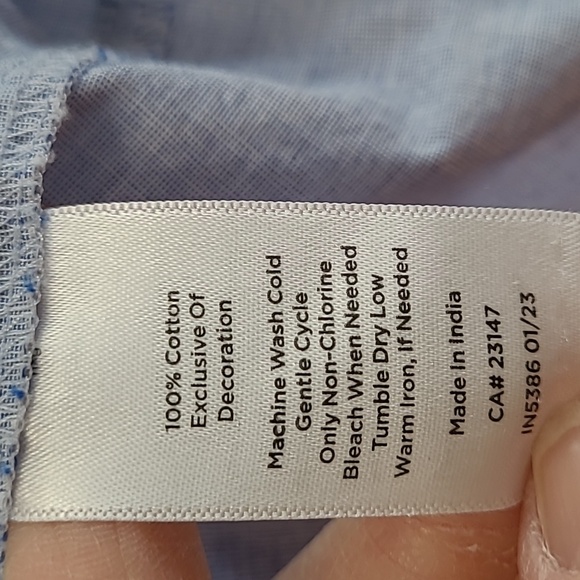 100% Cotton
Exclusive Of
Decoration
Machine Wash Cold
Gentle Cycle
Only Non-Chlorine
Bleach When Needed
Tumble Dry Low
Warm Iron, If Needed
Made In India
CA# 23147
IN5386 01/23